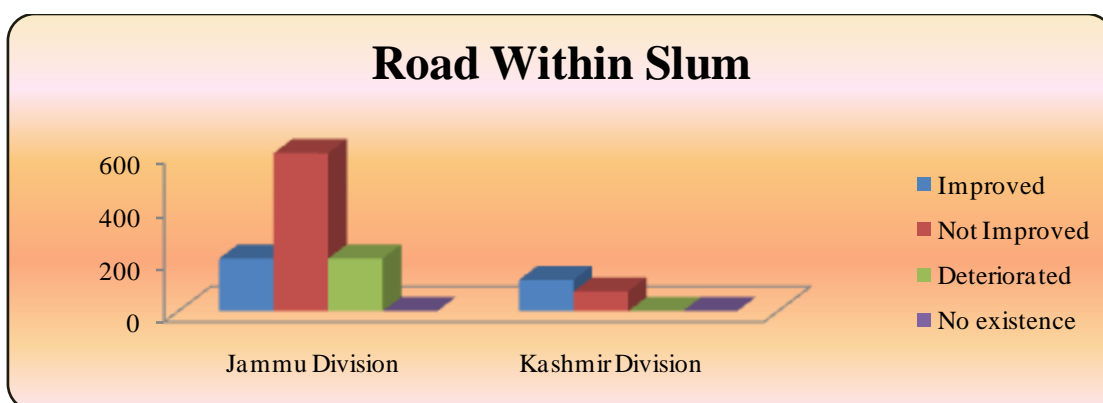 Road Within Slum
600
400
200
0
Jammu Division
Kashmir Division
Improved
Not Improved
Deteriorated
No existence